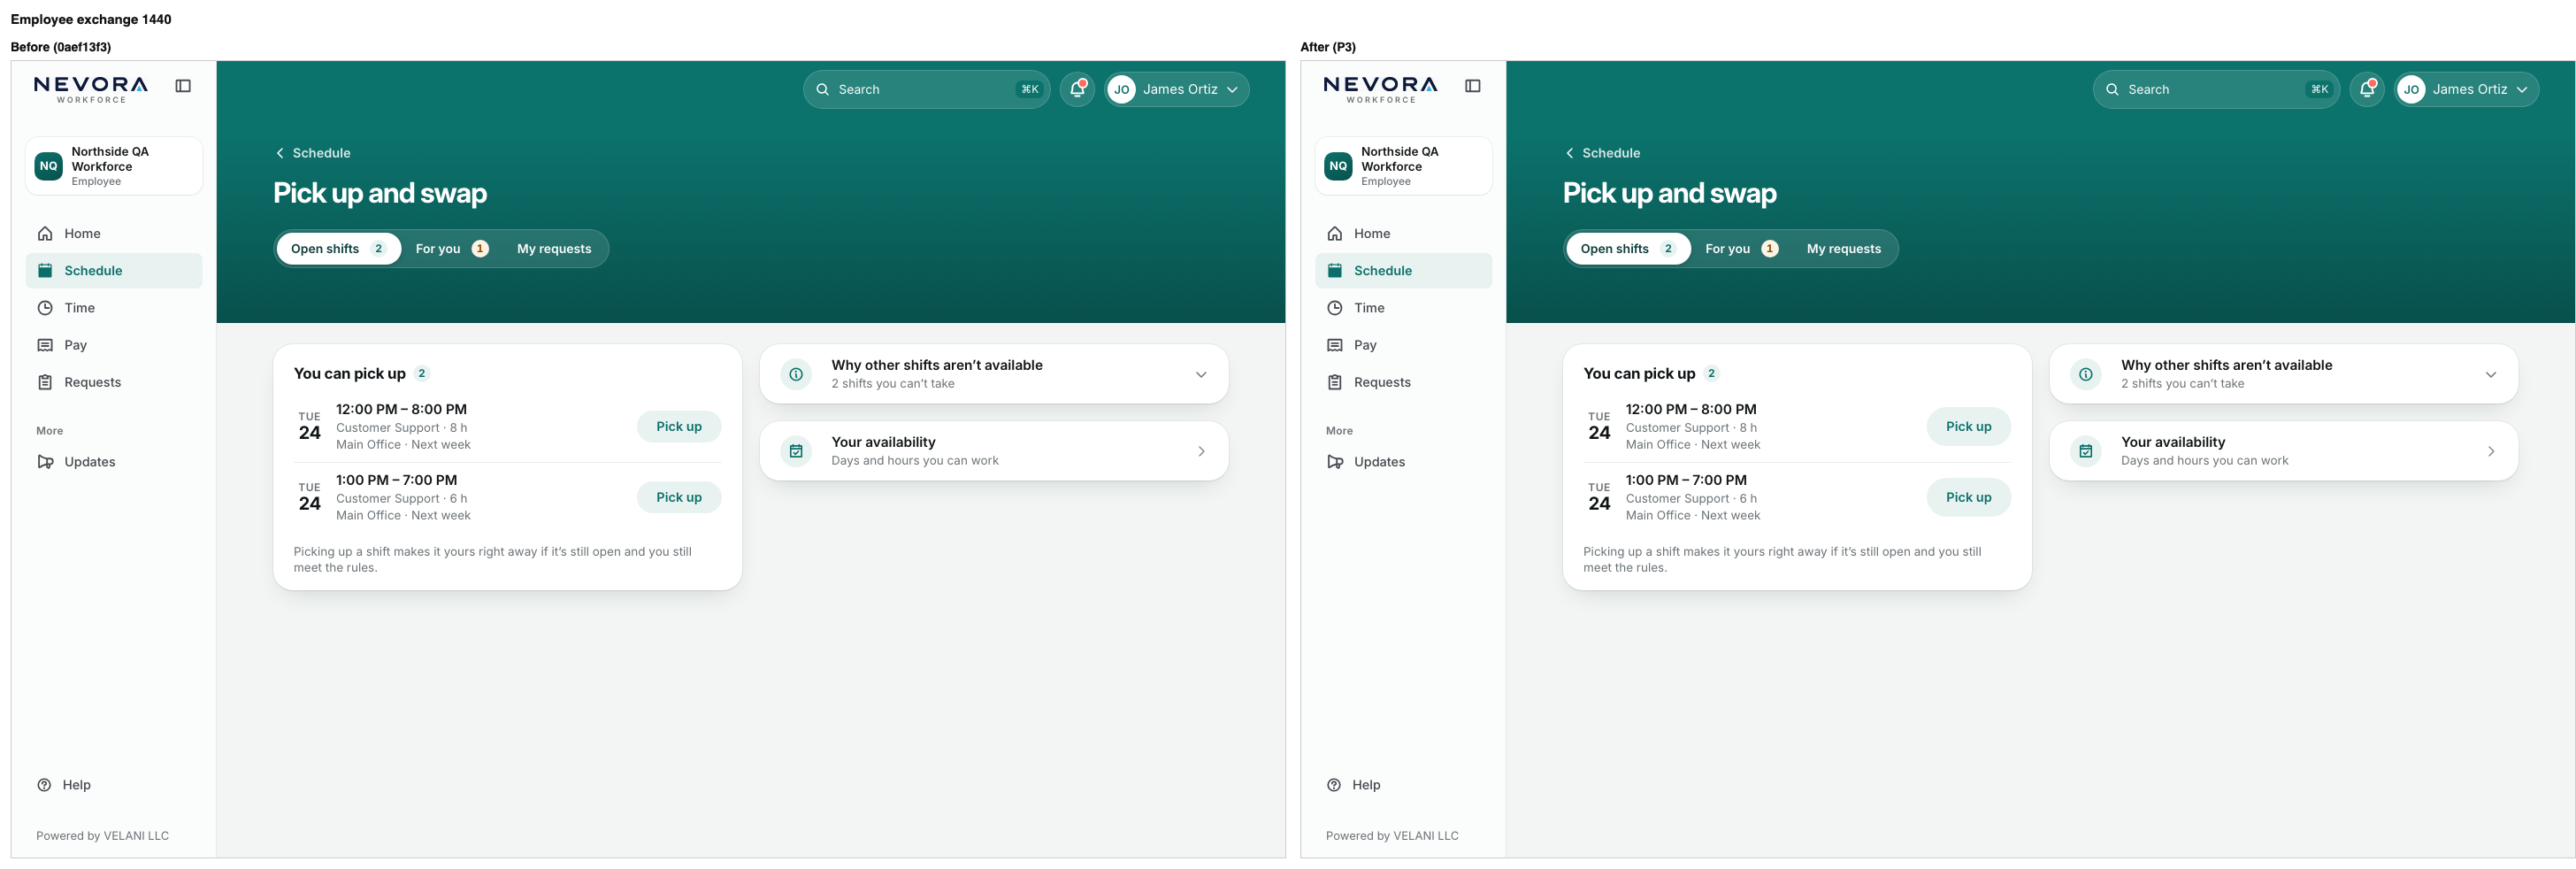 Employee exchange 1440
Before (0aef13f3)
NEVORA
WORKFORCE
Search
⌘K
JO
James Ortiz
NQ
Northside QA
Workforce
Employee
Home
Schedule
Time
Pay
Requests
More
Updates
Help
Powered by VELANI LLC
Schedule
Pick up and swap
Open shifts 2
For you 1
My requests
You can pick up 2
TUE
24
12:00 PM – 8:00 PM
Customer Support · 8 h
Main Office · Next week
Pick up
TUE
24
1:00 PM – 7:00 PM
Customer Support · 6 h
Main Office · Next week
Pick up
Picking up a shift makes it yours right away if it’s still open and you still
meet the rules.
Why other shifts aren’t available
2 shifts you can’t take
Your availability
Days and hours you can work
After (P3)
NEVORA
WORKFORCE
Search
⌘K
JO
James Ortiz
NQ
Northside QA
Workforce
Employee
Home
Schedule
Time
Pay
Requests
More
Updates
Help
Powered by VELANI LLC
Schedule
Pick up and swap
Open shifts 2
For you 1
My requests
You can pick up 2
TUE
24
12:00 PM – 8:00 PM
Customer Support · 8 h
Main Office · Next week
Pick up
TUE
24
1:00 PM – 7:00 PM
Customer Support · 6 h
Main Office · Next week
Pick up
Picking up a shift makes it yours right away if it’s still open and you still
meet the rules.
Why other shifts aren’t available
2 shifts you can’t take
Your availability
Days and hours you can work